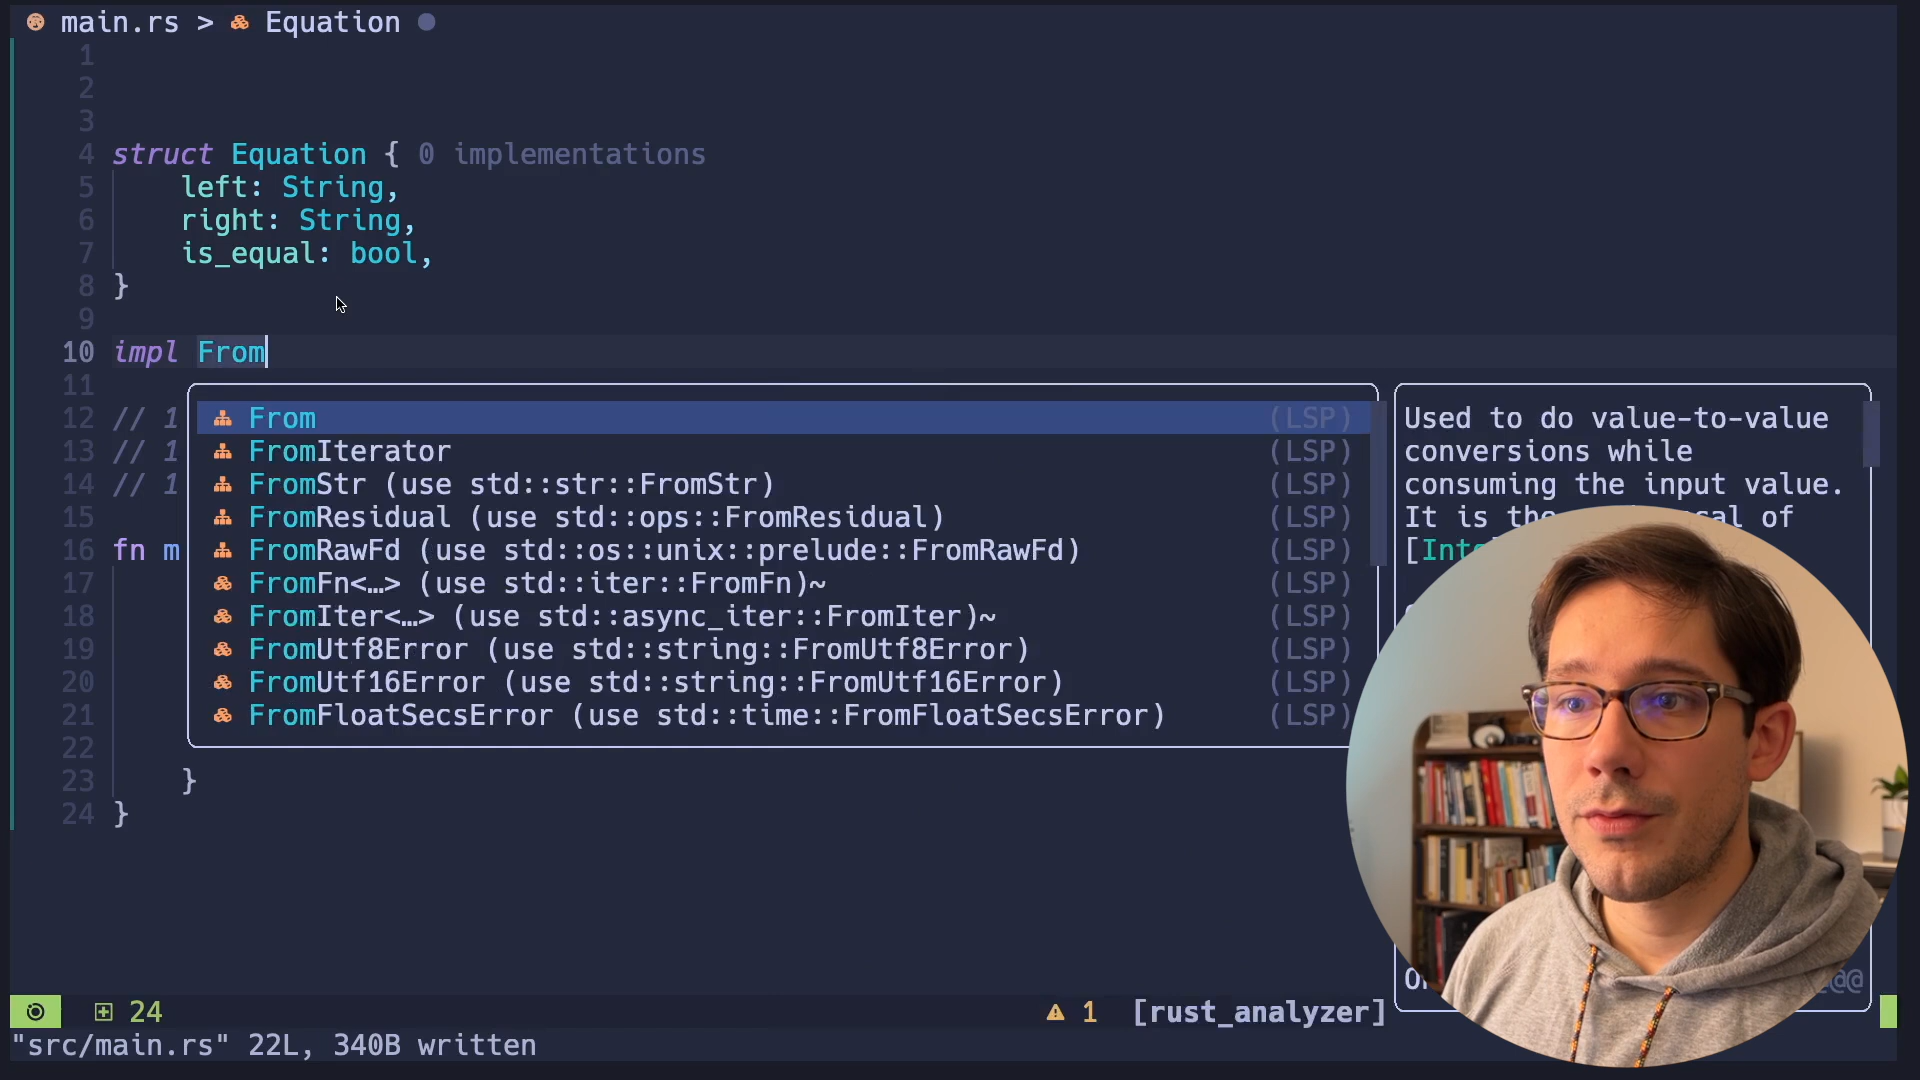 main.rs > Equation
1
2
3
4 struct Equation { 0 implementations
5 left: String,
6 right: String,
7 is_equal: bool,
8 }
9
10 impl From
11
12 // 1
13 // 1
14 // 1
15
16 fn m
17
18
19
20
21
22
23 }
24 }
From (LSP)
FromIterator (LSP)
FromStr (use std::str::FromStr) (LSP)
FromResidual (use std::ops::FromResidual) (LSP)
FromRawFd (use std::os::unix::prelude::FromRawFd) (LSP)
FromFn<…> (use std::iter::FromFn)~ (LSP)
FromIter<…> (use std::async_iter::FromIter)~ (LSP)
FromUtf8Error (use std::string::FromUtf8Error) (LSP)
FromUtf16Error (use std::string::FromUtf16Error) (LSP)
FromFloatSecsError (use std::time::FromFloatSecsError) (LSP)
Used to do value-to-value
conversions while
consuming the input value.
It is the of
@@
24 1 [rust_analyzer]
"src/main.rs" 22L, 340B written